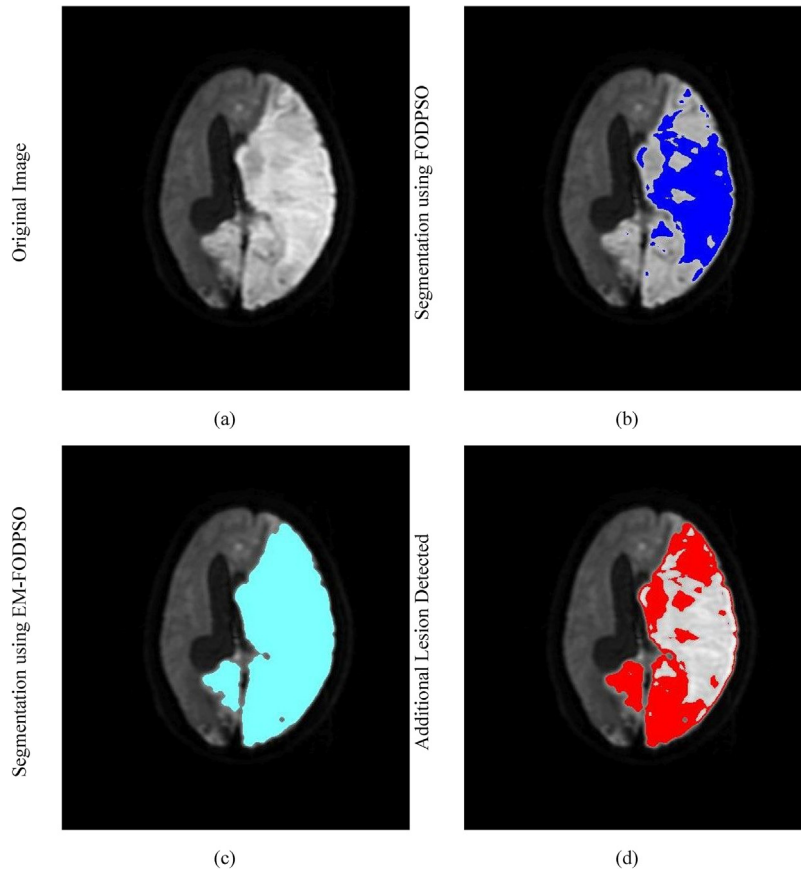 Original Image
Segmentation using FODPSO
(a)
(b)
Segmentation using EM-FODPSO
Additional Lesion Detected
(c)
(d)